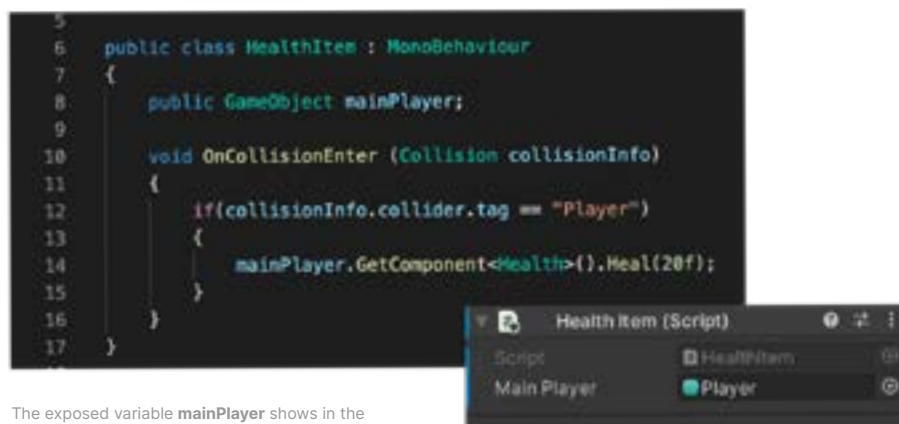 5
6 public class HealthItem : MonoBehaviour
7 {
8 public GameObject mainPlayer;
9
10 void OnCollisionEnter (Collision collisionInfo)
11 {
12 if(collisionInfo.collider.tag == "Player")
13 {
14 mainPlayer.GetComponent<Health>().Heal(20f);
15 }
16 }
17 }
Health Item (Script)
Script HealthItem
Main Player Player
The exposed variable mainPlayer shows in the